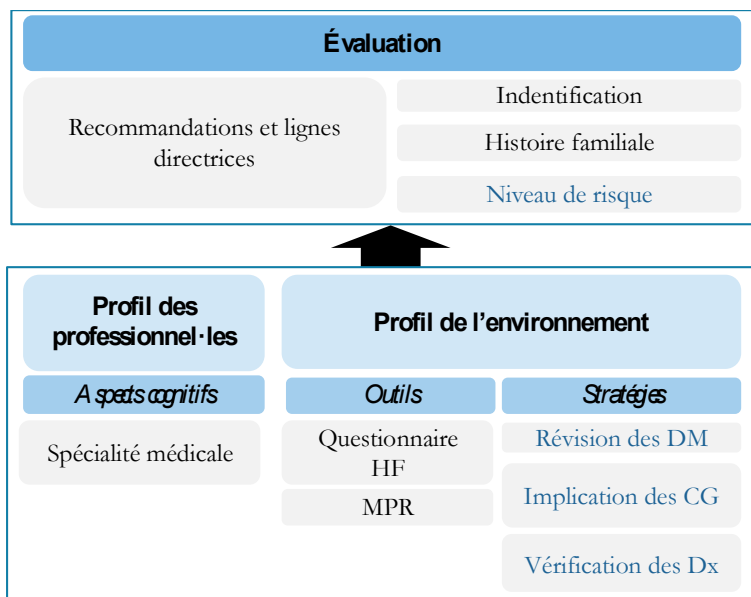 Évaluation
Recommandations et lignes
directrices
Indentification
Histoire familiale
Niveau de risque
Profil des
professionnel·les
Profil de l'environnement
Aspects cognitifs
Outils
Stratégies
Spécialité médicale
Questionnaire
HF
MPR
Révision des DM
Implication des CG
Vérification des Dx